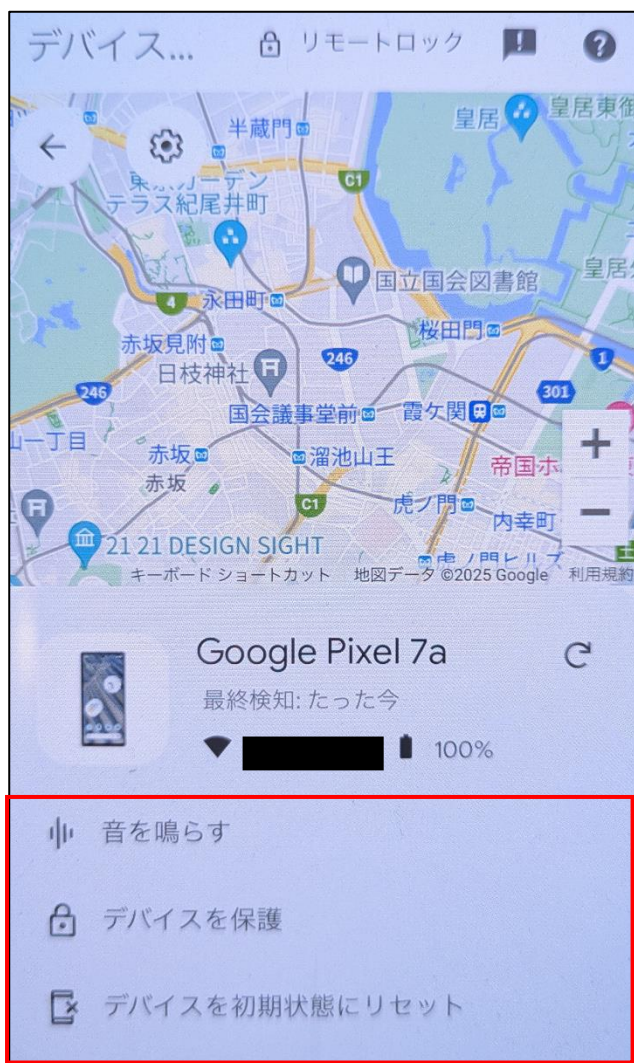 デバイス...
リモートロック
半蔵門
皇居
皇居東御
東京ガーデン
テラス紀尾井町
C1
国立国会図書館
4
永田町
桜田門
赤坂見附
日枝神社
246
246
1
301
国会議事堂前
霞ケ関
赤坂
溜池山王
帝国ホ
赤坂
C1
虎ノ門
内幸町
21 21 DESIGN SIGHT
虎ノ門ヒルズ
キーボード ショートカット
地図データ ©2025 Google
利用規約
Google Pixel 7a
最終検知: たった今
100%
音を鳴らす
デバイスを保護
デバイスを初期状態にリセット